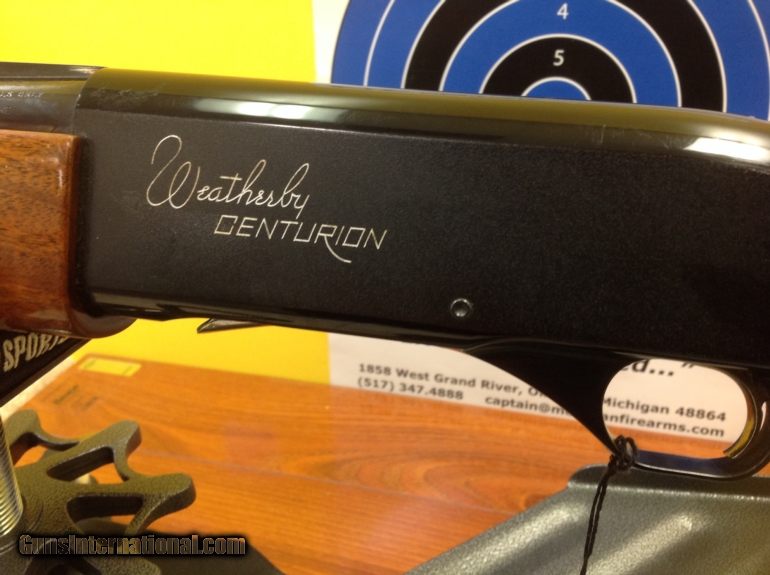 4
5
Weatherby
CENTURION
SPORT
ed..."
1858 West Grand River, Michigan 48864
(517) 347.4888 captain@m anfirearms.com
GunsInternational.com